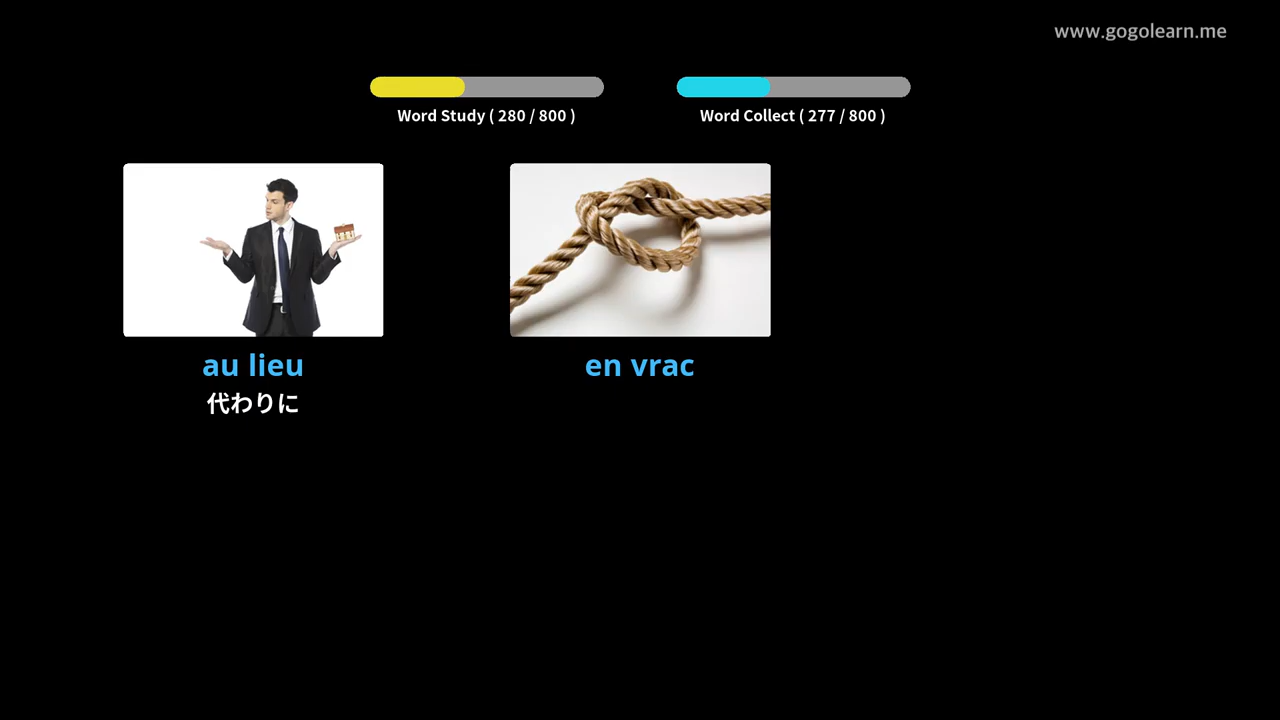 www.gogolearn.me
Word Study ( 280 / 800 )
Word Collect ( 277 / 800 )
au lieu
代わりに
en vrac